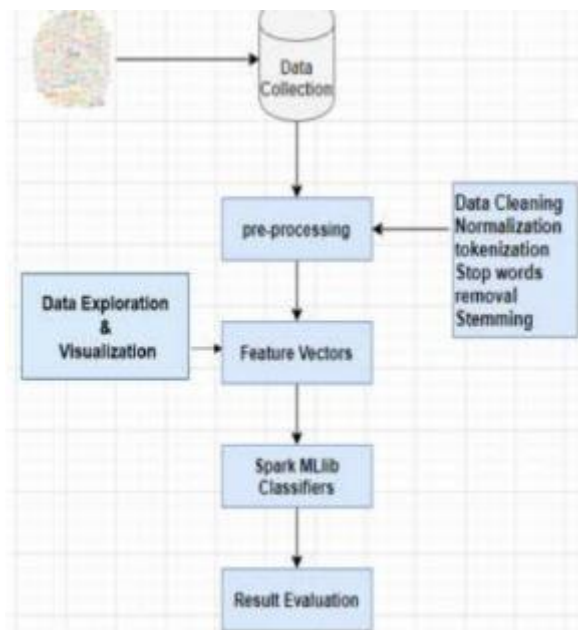 Data
Collection
pre-processing
Data Cleaning
Normalization
tokenization
Stop words
removal
Stemming
Data Exploration
&
Visualization
Feature Vectors
Spark MLlib
Classifiers
Result Evaluation